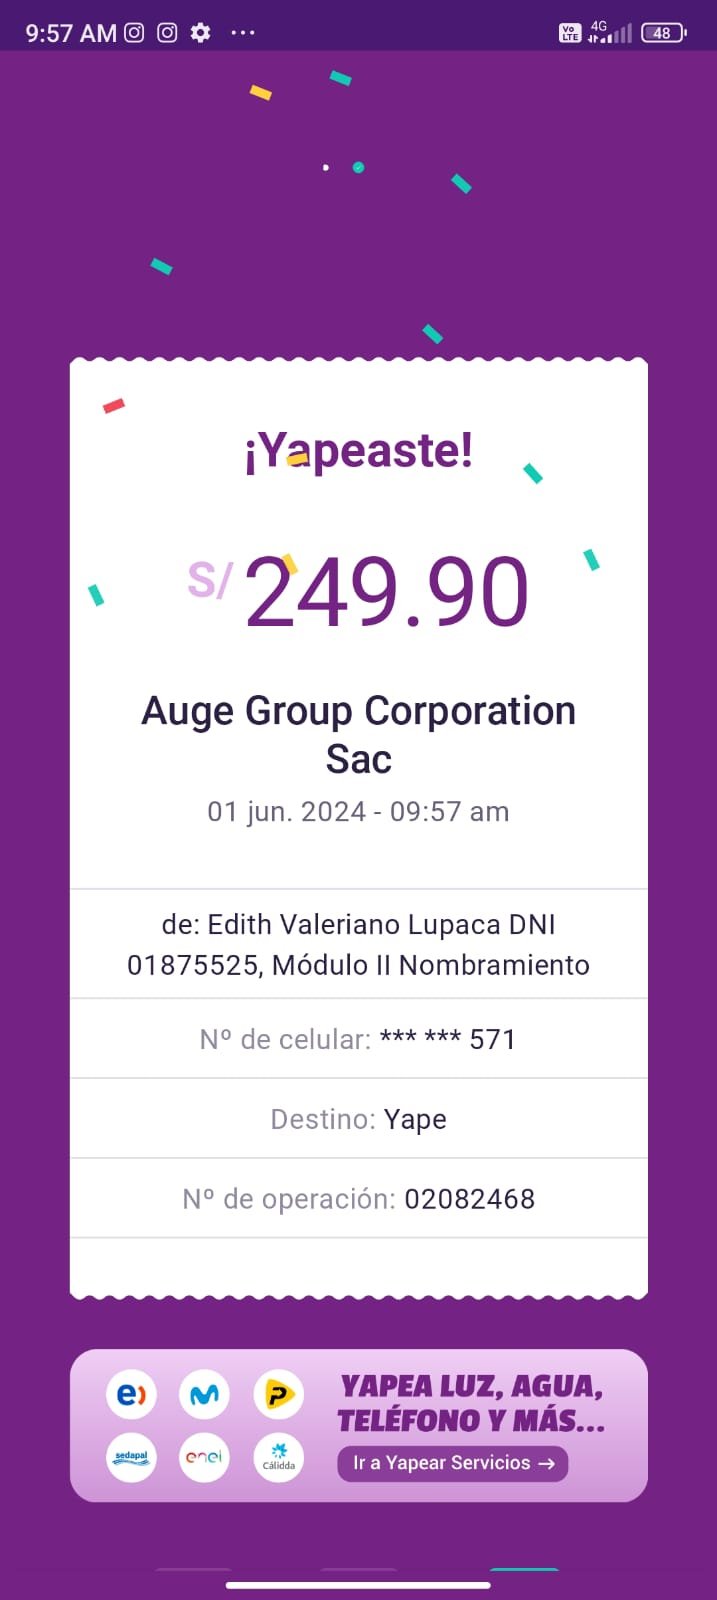 9:57 AM
Vo LTE 4G 48
¡Yapeaste!
S/ 249.90
Auge Group Corporation
Sac
01 jun. 2024 - 09:57 am
de: Edith Valeriano Lupaca DNI
01875525, Módulo II Nombramiento
Nº de celular: *** *** 571
Destino: Yape
Nº de operación: 02082468
e)
P
sedapal
enel
Cálidda
YAPEA LUZ, AGUA,
TELÉFONO Y MÁS...
Ir a Yapear Servicios →